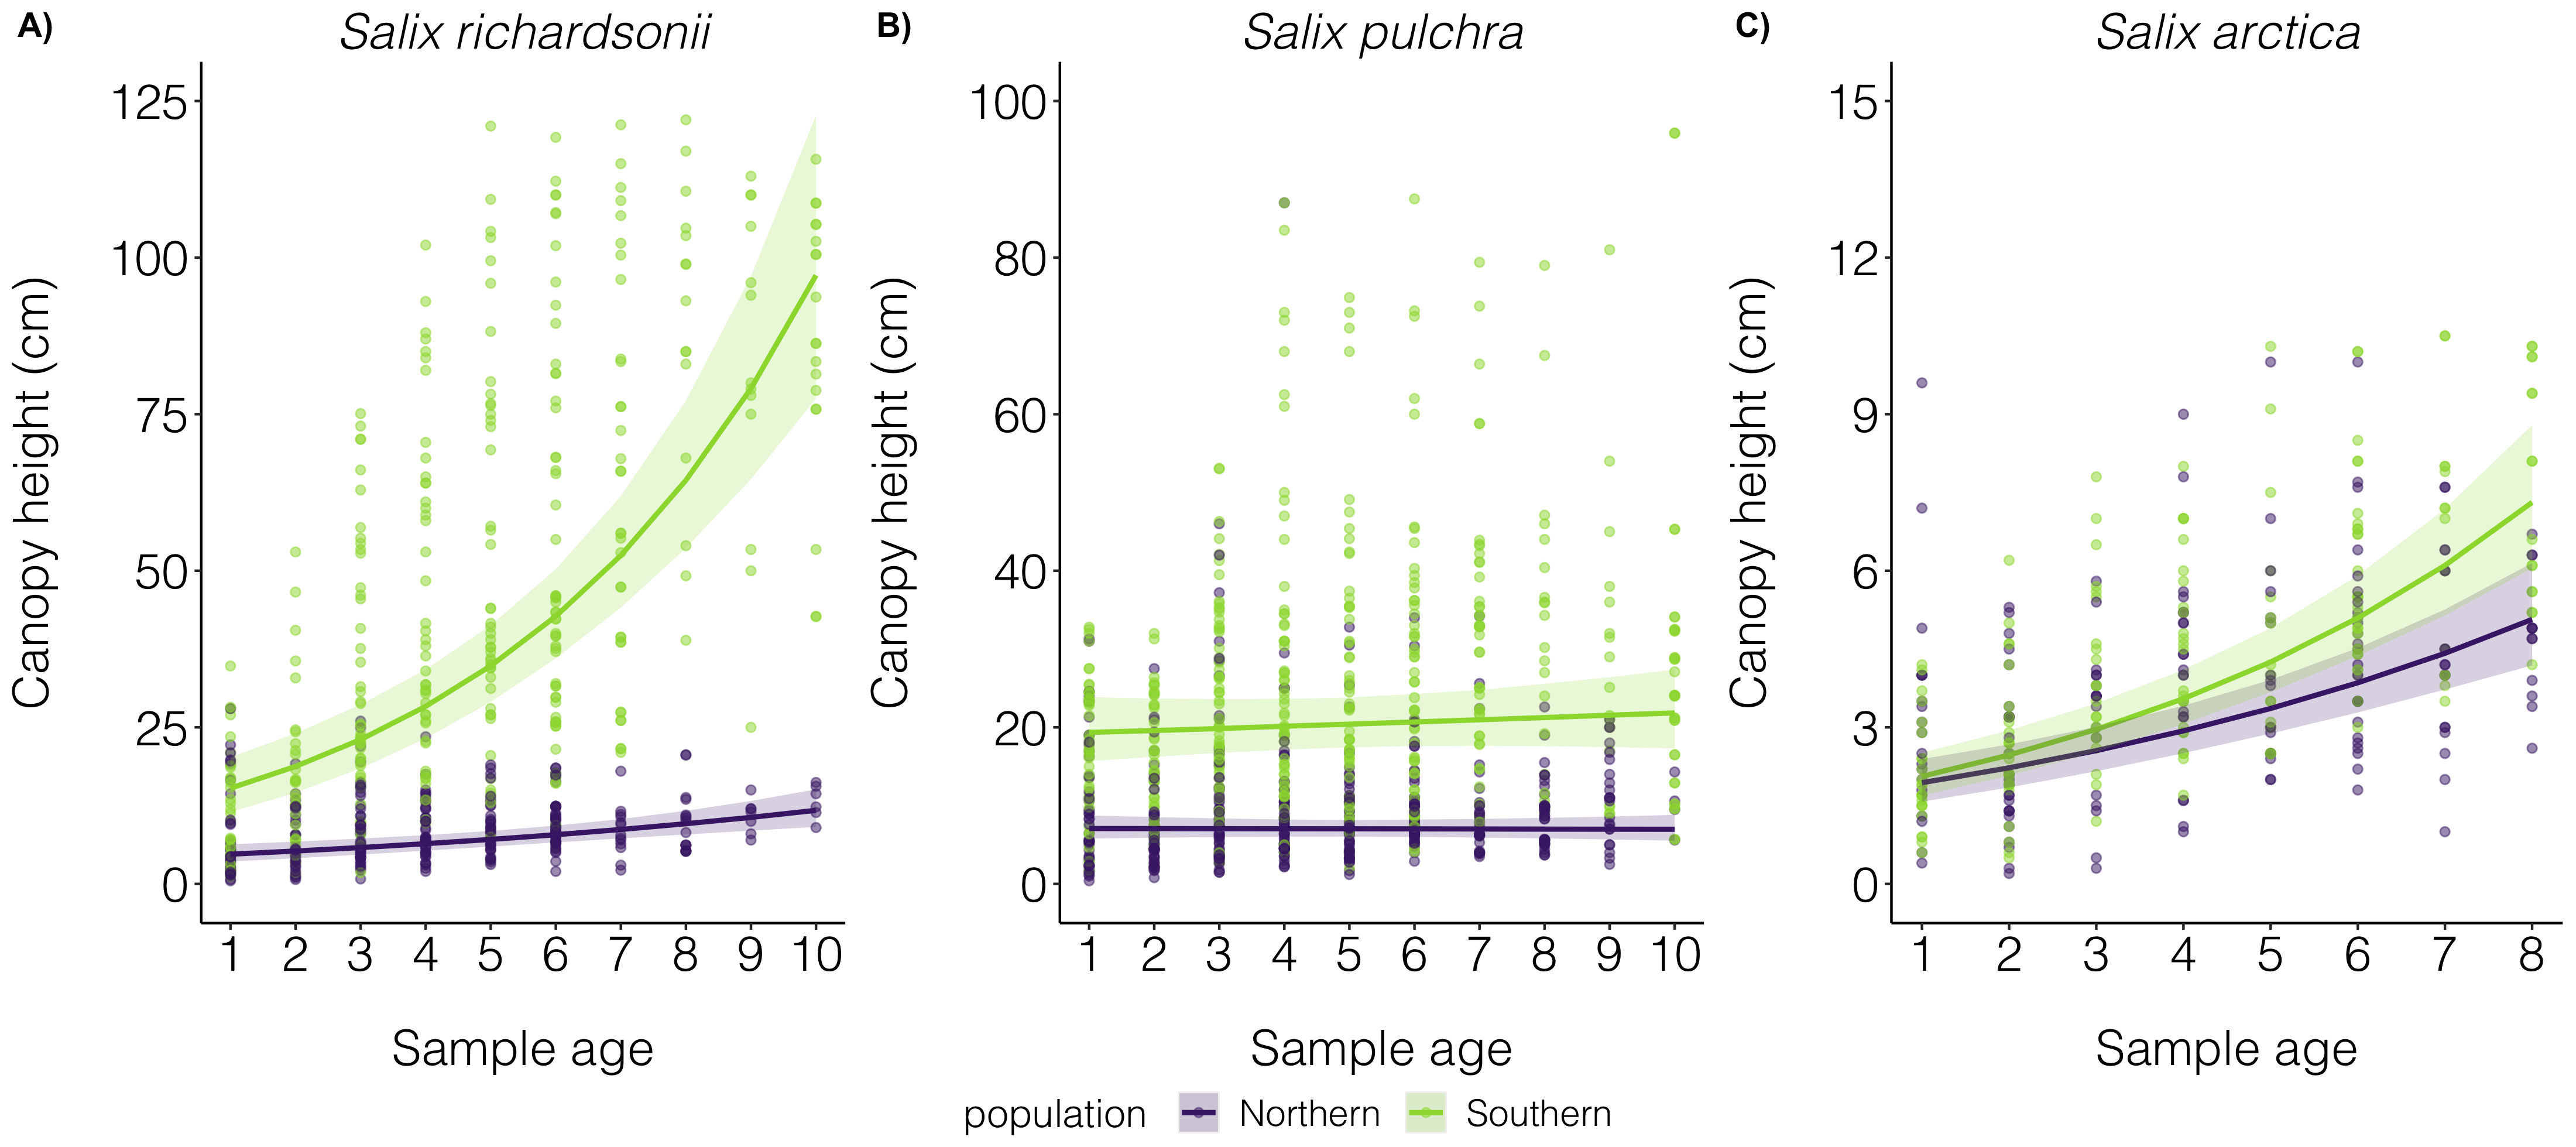 A)
Salix richardsonii
Canopy height (cm)
125
100
75
50
25
0
1 2 3 4 5 6 7 8 9 10
Sample age
B)
Salix pulchra
Canopy height (cm)
100
80
60
40
20
0
1 2 3 4 5 6 7 8 9 10
Sample age
C)
Salix arctica
Canopy height (cm)
15
12
9
6
3
0
1 2 3 4 5 6 7 8
Sample age
population Northern Southern